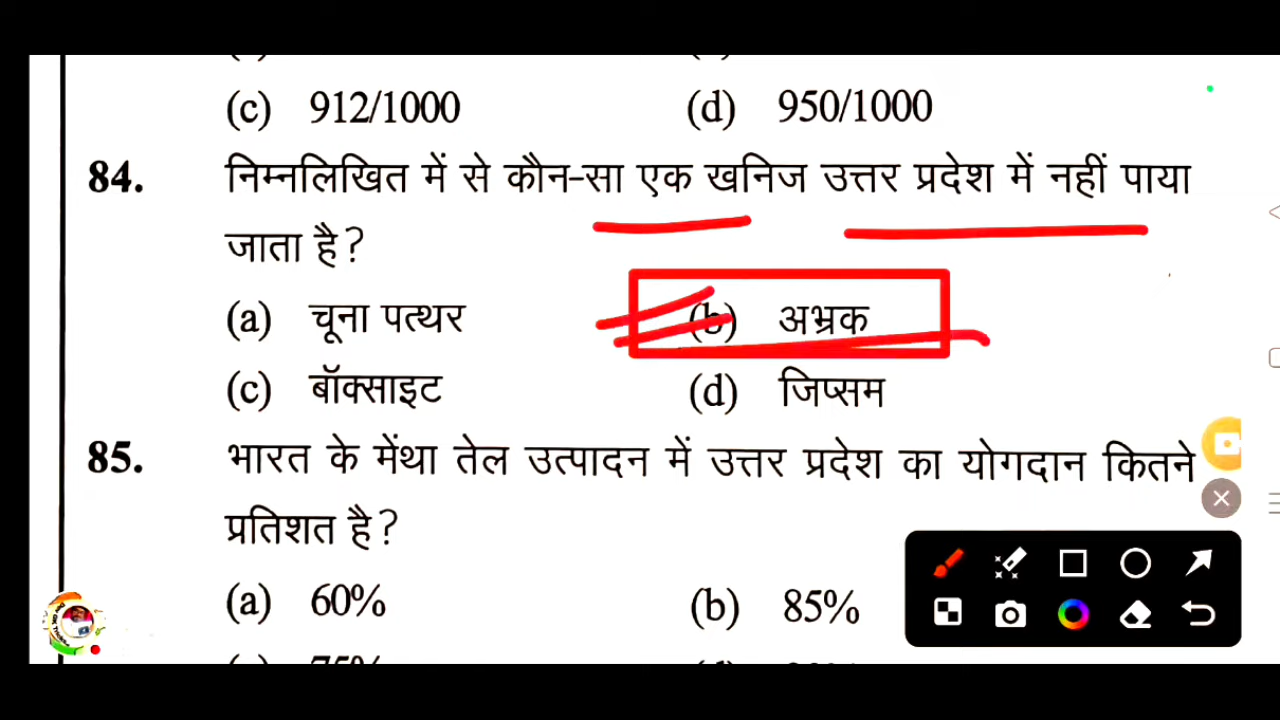 (c) 912/1000 (d) 950/1000
84. निम्नलिखित में से कौन-सा एक खनिज उत्तर प्रदेश में नहीं पाया
जाता है?
(a) चूना पत्थर (b) अभ्रक
(c) बॉक्साइट (d) जिप्सम
85. भारत के मेंथा तेल उत्पादन में उत्तर प्रदेश का योगदान कितने
प्रतिशत है?
(a) 60% (b) 85%